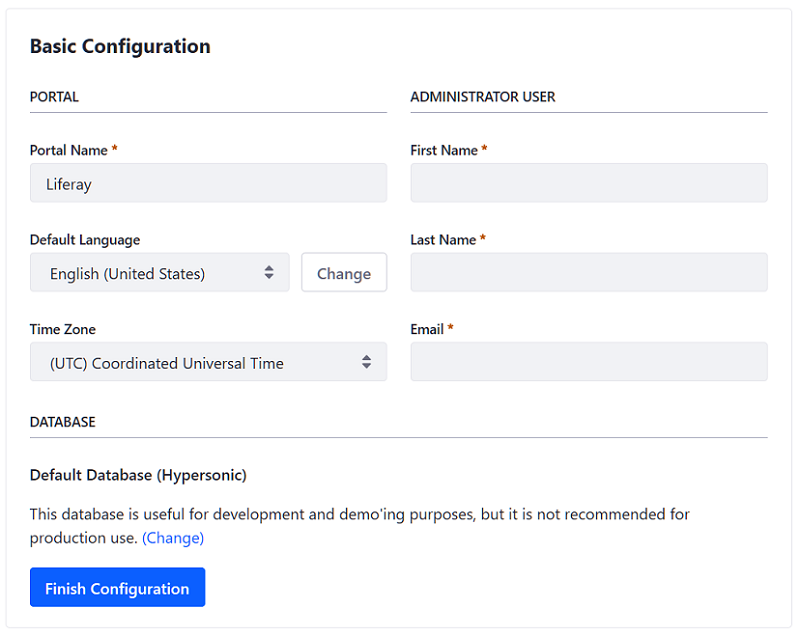 Basic Configuration
PORTAL
Portal Name *
Liferay
Default Language
English (United States)
Change
Time Zone
(UTC) Coordinated Universal Time
ADMINISTRATOR USER
First Name *
Last Name *
Email *
DATABASE
Default Database (Hypersonic)
This database is useful for development and demo'ing purposes, but it is not recommended for
production use. (Change)
Finish Configuration